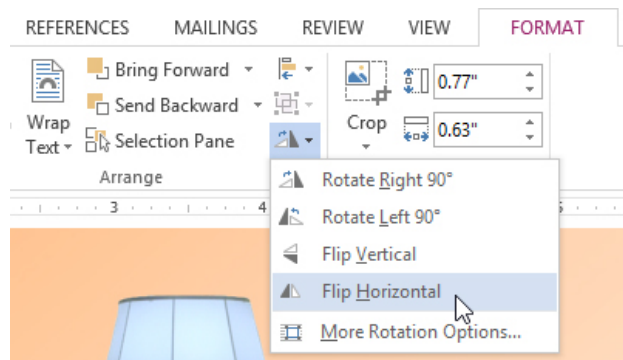 REFERENCES MAILINGS REVIEW VIEW FORMAT
Bring Forward
Send Backward
Selection Pane
Wrap
Text
Crop
0.77"
0.63"
Arrange
3 4
Rotate Right 90°
Rotate Left 90°
Flip Vertical
Flip Horizontal
More Rotation Options...